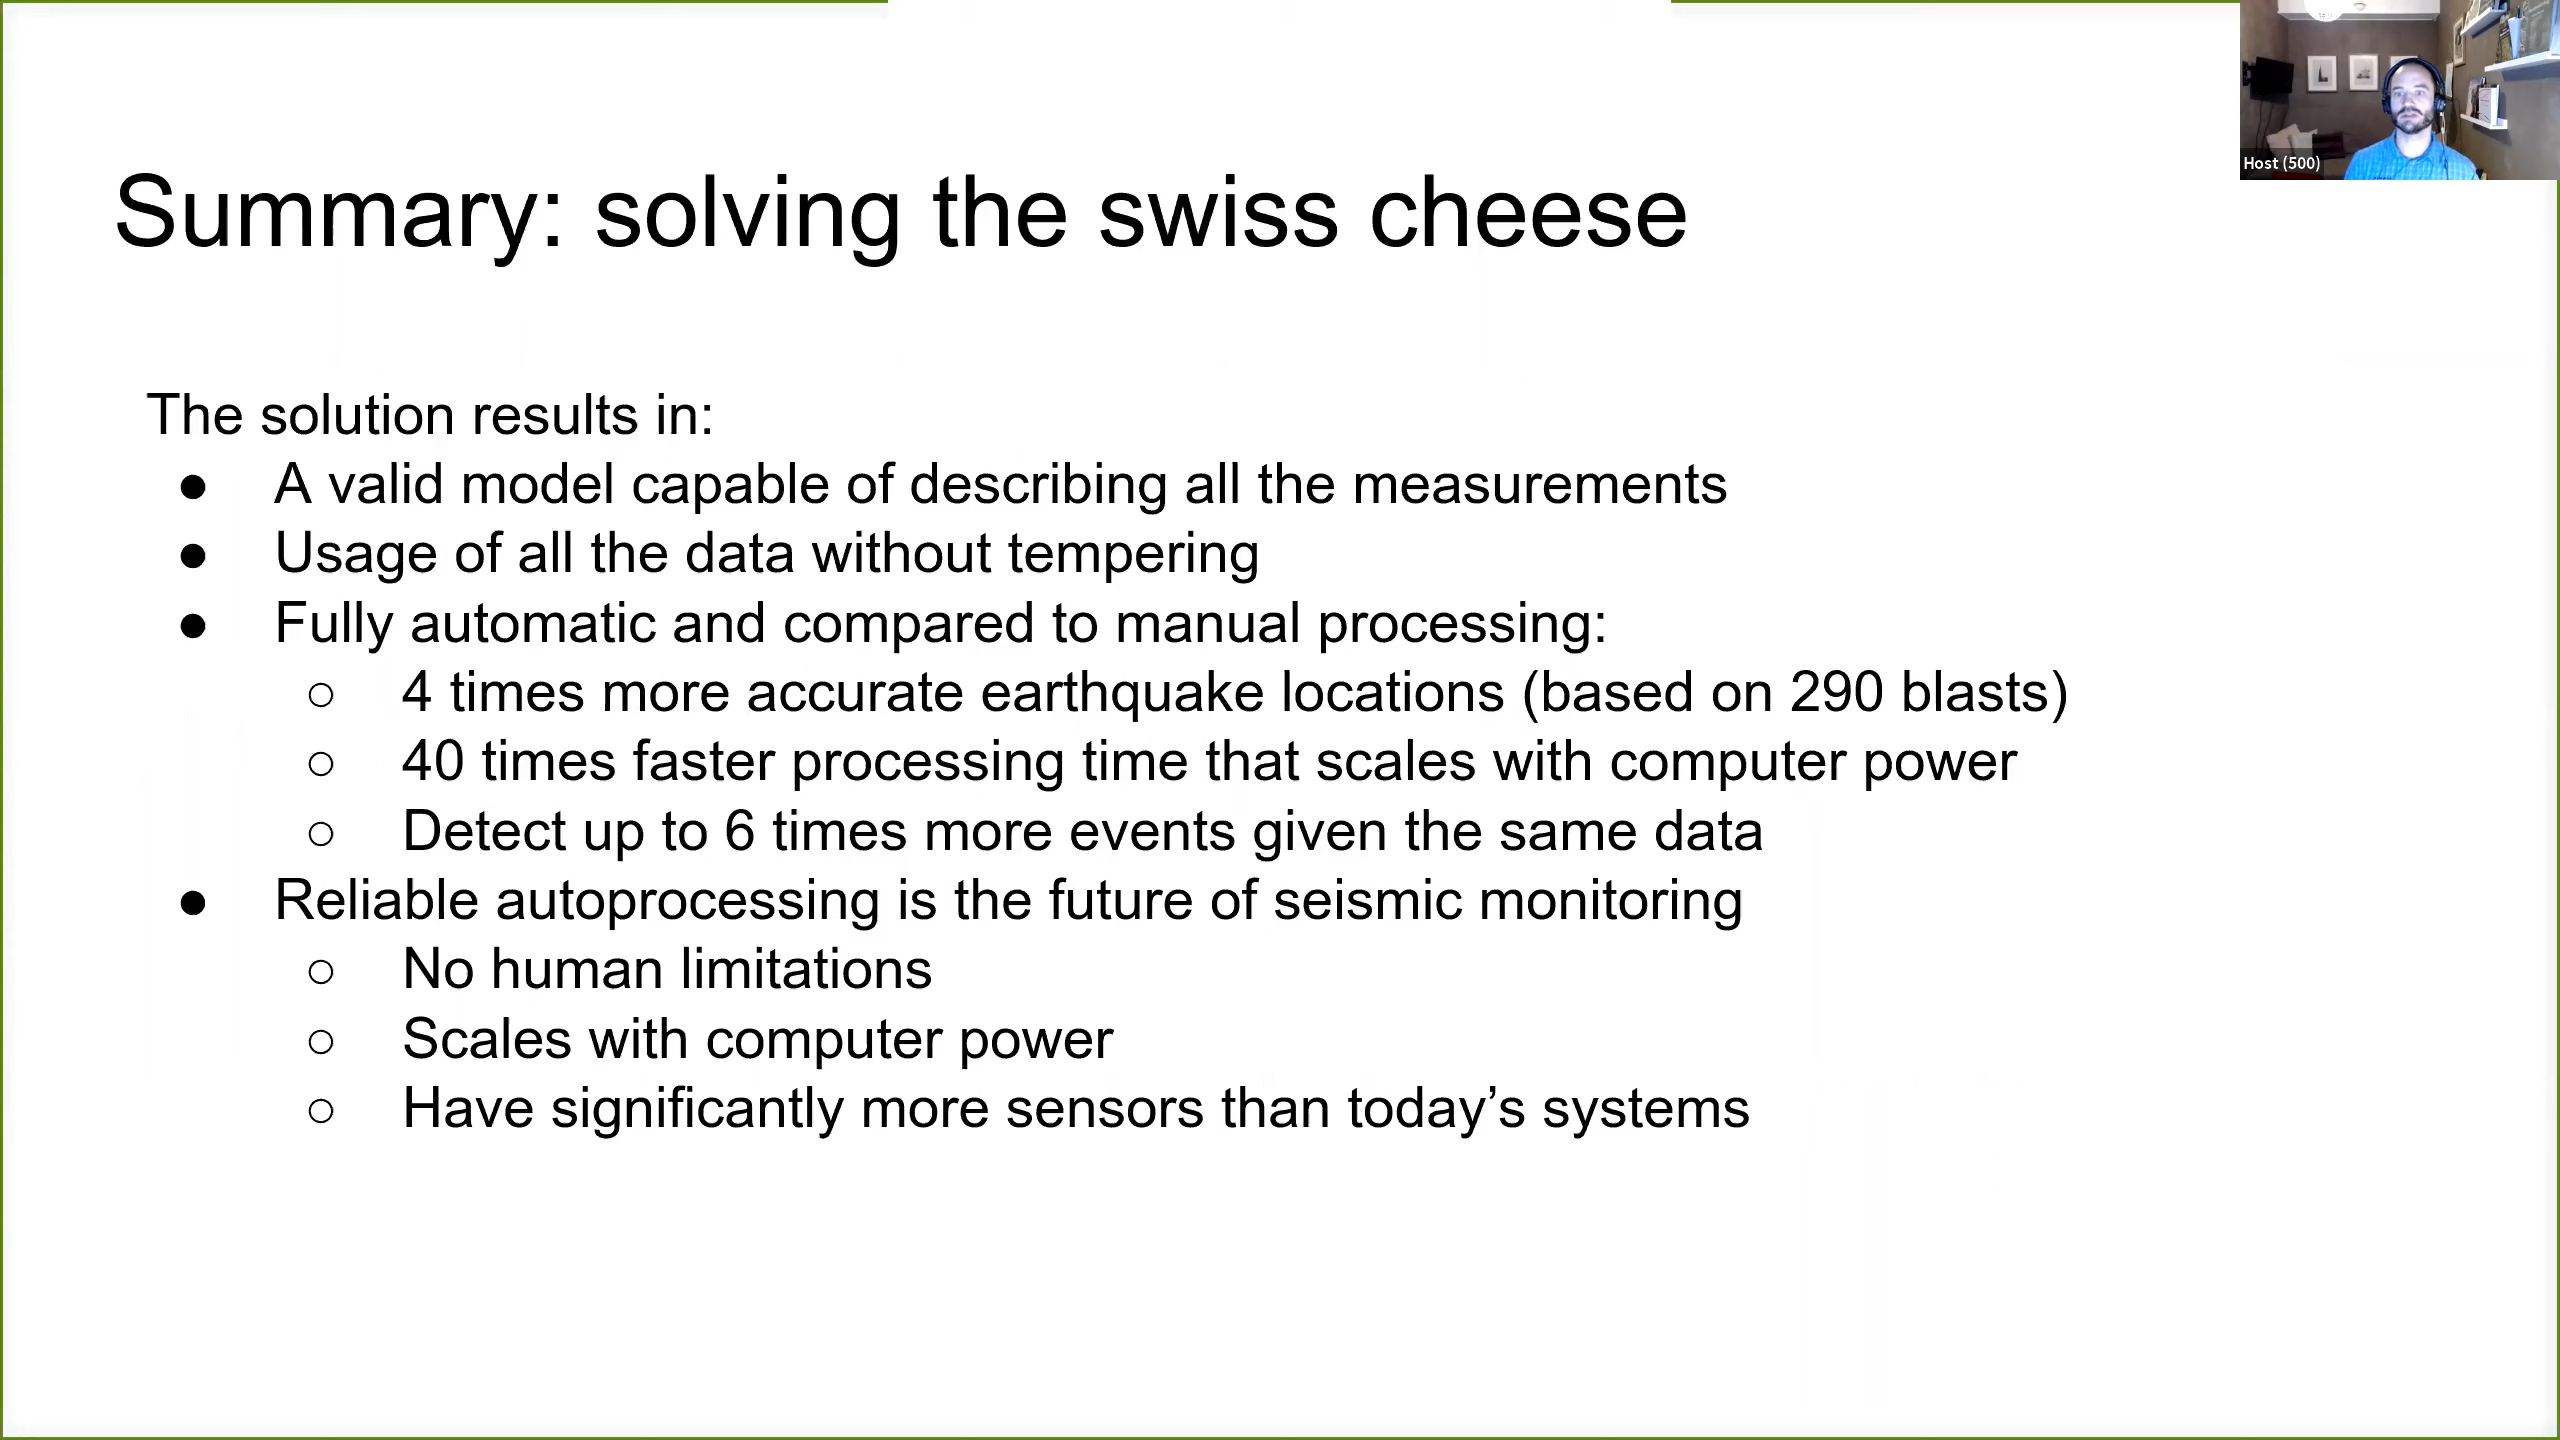 Host (500)
Summary: solving the swiss cheese
The solution results in:
● A valid model capable of describing all the measurements
● Usage of all the data without tempering
● Fully automatic and compared to manual processing:
○ 4 times more accurate earthquake locations (based on 290 blasts)
○ 40 times faster processing time that scales with computer power
○ Detect up to 6 times more events given the same data
● Reliable autoprocessing is the future of seismic monitoring
○ No human limitations
○ Scales with computer power
○ Have significantly more sensors than today’s systems